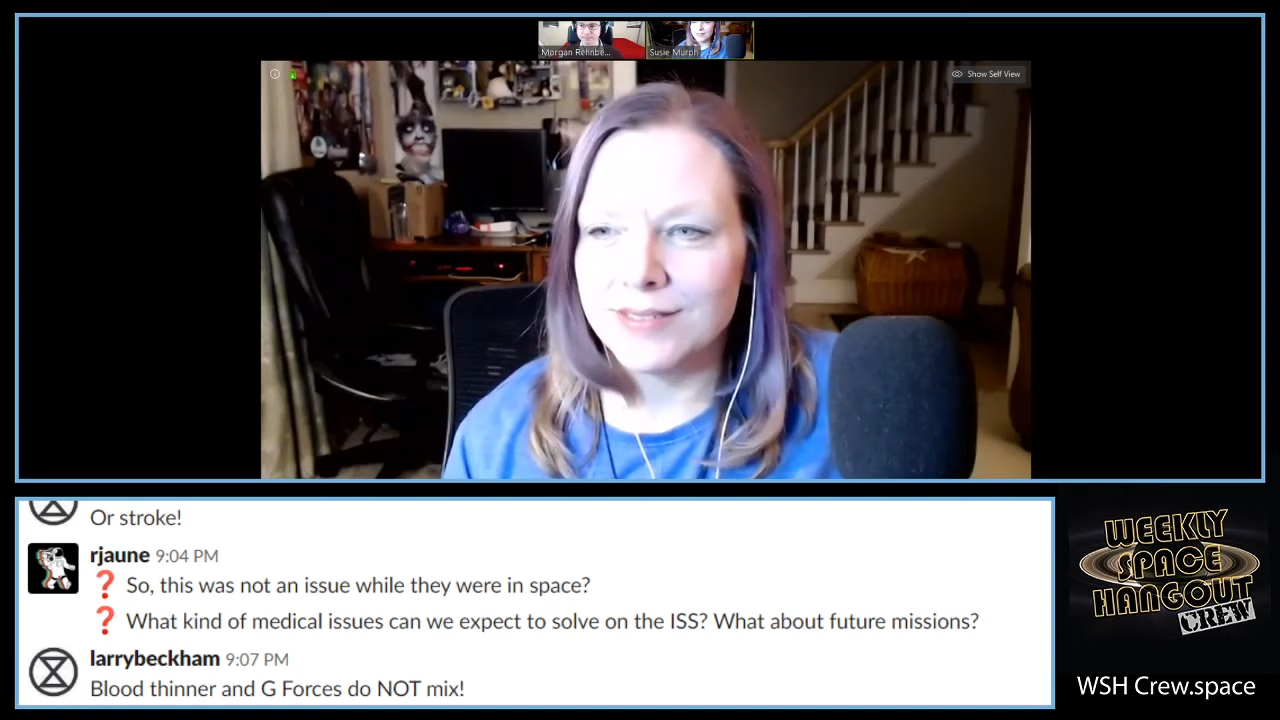 Morgan Rehnbe...
Susie Murph
Show Self View
Or stroke!
rjaune 9:04 PM
❓ So, this was not an issue while they were in space?
❓ What kind of medical issues can we expect to solve on the ISS? What about future missions?
larrybeckham 9:07 PM
Blood thinner and G Forces do NOT mix!
WEEKLY
SPACE
HANGOUT
CREW
WSH Crew.space